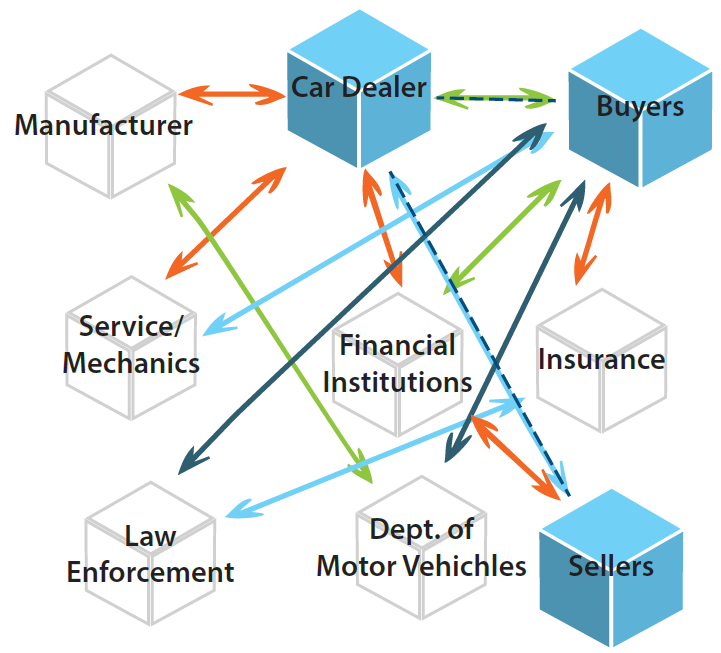 Manufacturer
Car Dealer
Buyers
Service/
Mechanics
Financial
Institutions
Insurance
Law
Enforcement
Dept. of
Motor Vehichles
Sellers